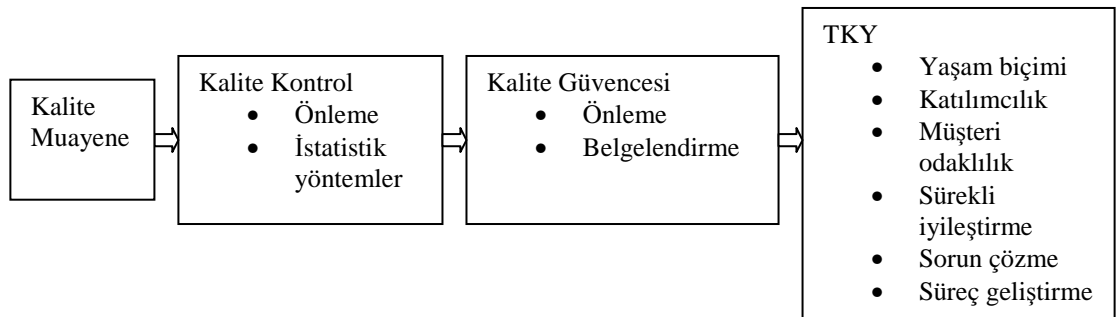 Kalite
Muayene
Kalite Kontrol
• Önleme
• İstatistik
yöntemler
Kalite Güvencesi
• Önleme
• Belgelendirme
TKY
• Yaşam biçimi
• Katılımcılık
• Müşteri
odaklılık
• Sürekli
iyileştirme
• Sorun çözme
• Süreç geliştirme